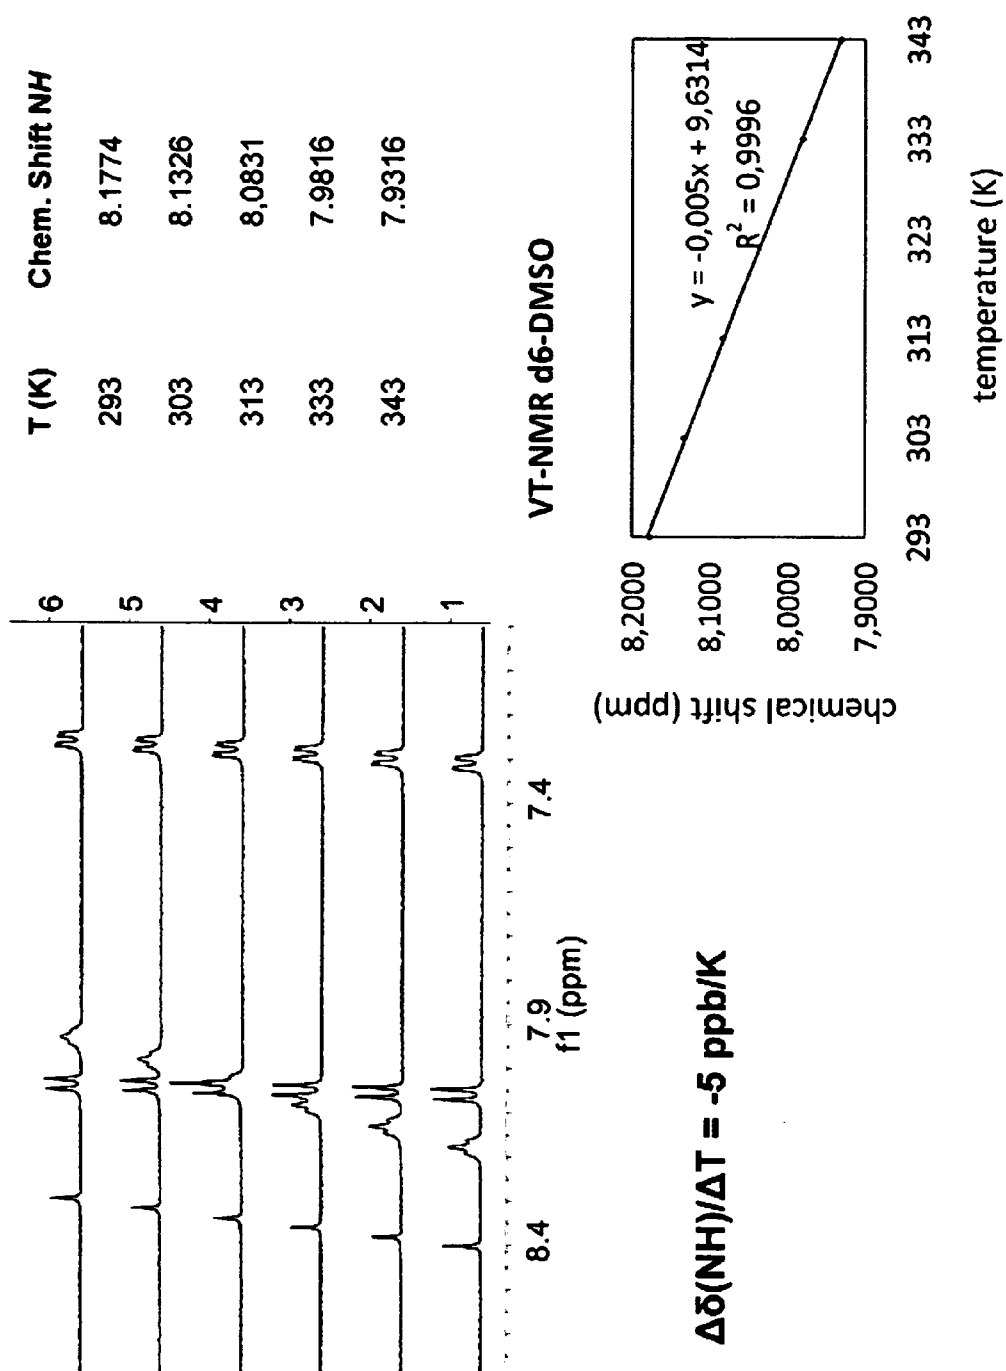 6
5
4
3
2
1
8.4
7.9
7.4
f1 (ppm)
T (K) Chem. Shift NH
293 8.1774
303 8.1326
313 8,0831
333 7.9816
343 7.9316
Δδ(NH)/ΔT = -5 ppb/K
VT-NMR d6-DMSO
chemical shift (ppm)
8,2000
8,1000
8,0000
7,9000
y = -0,005x + 9,6314
R² = 0,9996
293 303 313 323 333 343
temperature (K)